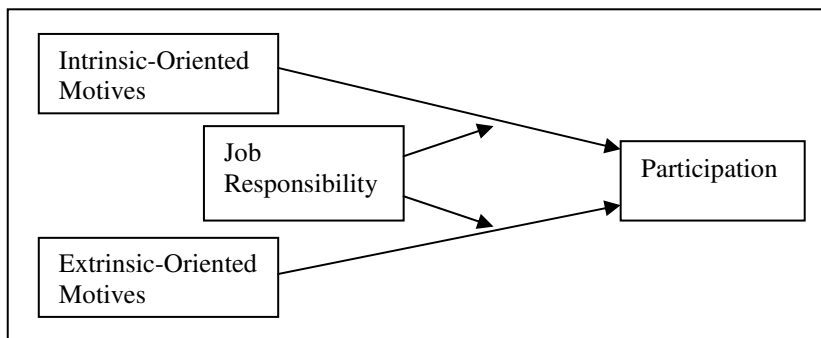 Intrinsic-Oriented
Motives
Job
Responsibility
Participation
Extrinsic-Oriented
Motives